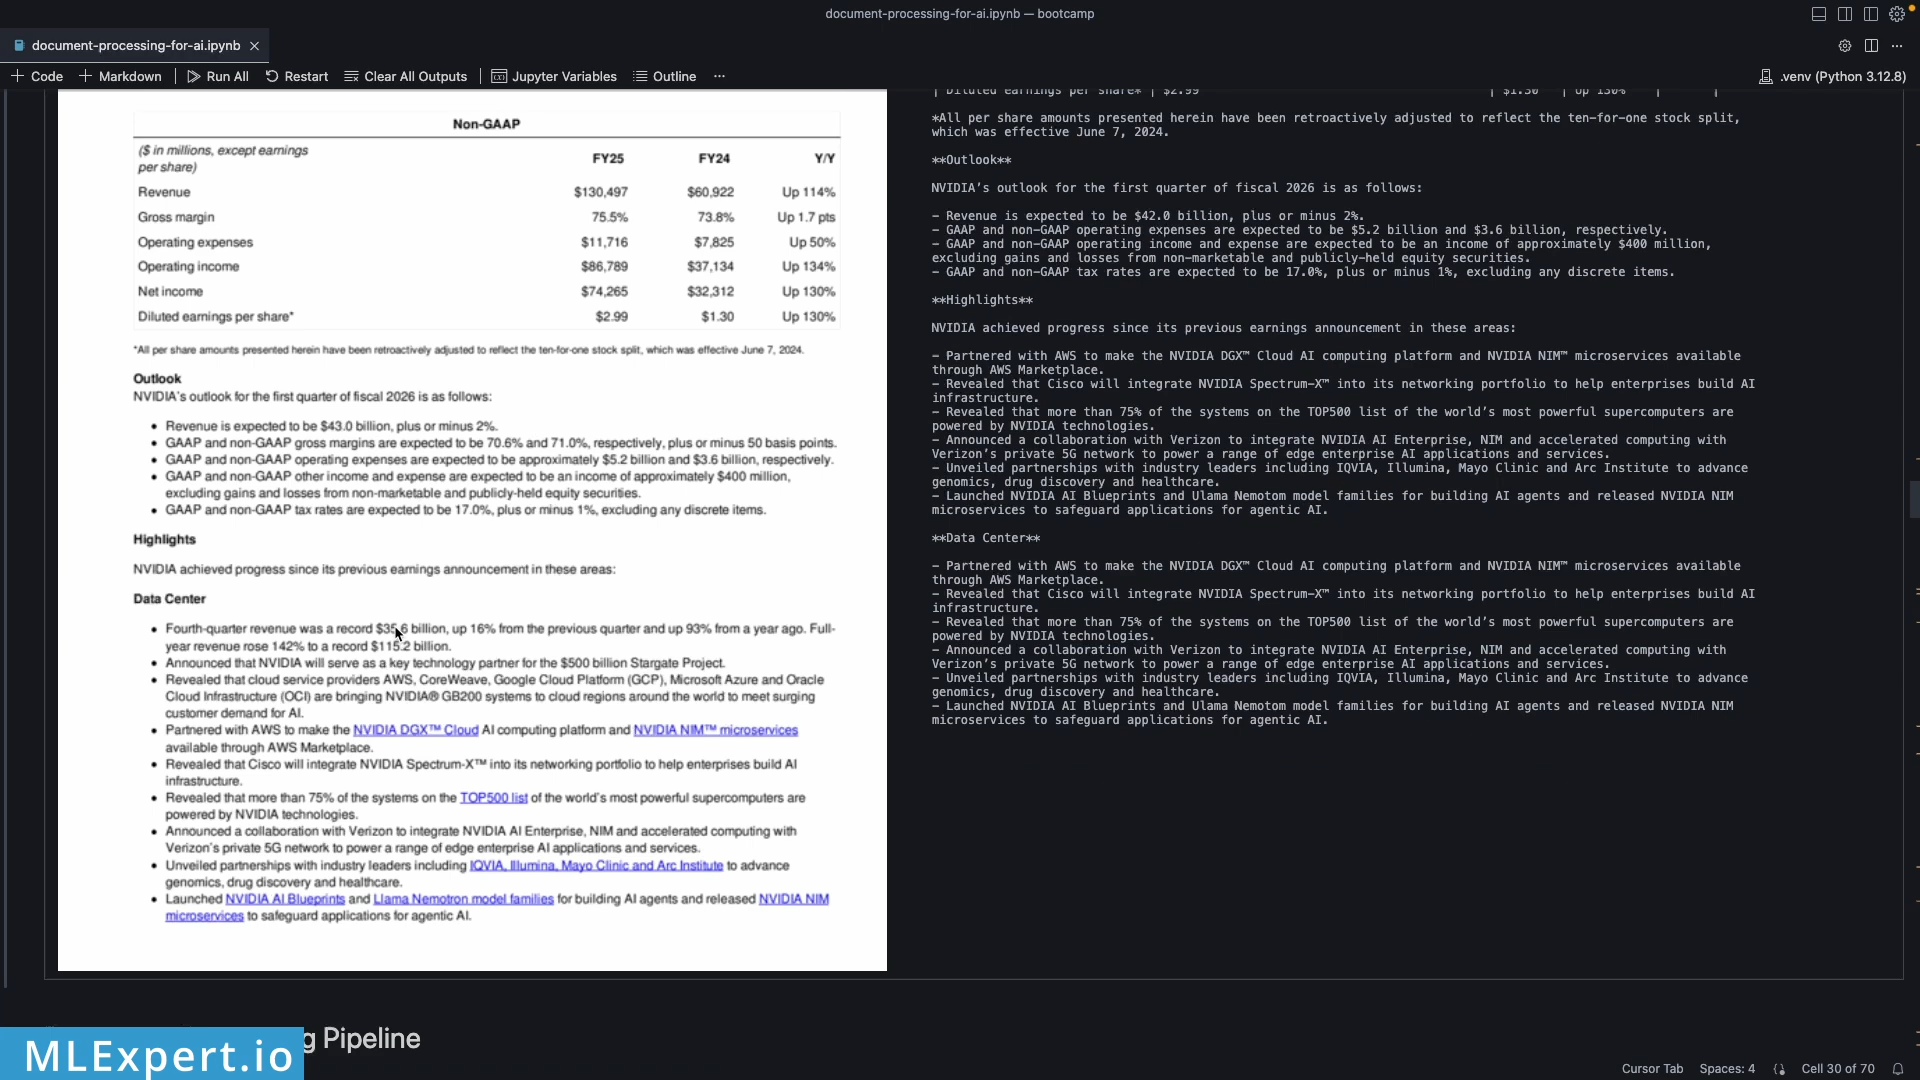 document-processing-for-ai.ipynb — bootcamp
document-processing-for-ai.ipynb
Code Markdown Run All Restart Clear All Outputs Jupyter Variables Outline ...
.venv (Python 3.12.8)
Non-GAAP
($ in millions, except earnings
per share) FY25 FY24 Y/Y
Revenue $130,497 $60,922 Up 114%
Gross margin 75.5% 73.8% Up 1.7 pts
Operating expenses $11,716 $7,825 Up 50%
Operating income $86,789 $37,134 Up 134%
Net income $74,265 $32,312 Up 130%
Diluted earnings per share* $2.99 $1.30 Up 130%
*All per share amounts presented herein have been retroactively adjusted to reflect the ten-for-one stock split, which was effective June 7, 2024.
Outlook
NVIDIA's outlook for the first quarter of fiscal 2026 is as follows:
• Revenue is expected to be $43.0 billion, plus or minus 2%.
• GAAP and non-GAAP gross margins are expected to be 70.6% and 71.0%, respectively, plus or minus 50 basis points.
• GAAP and non-GAAP operating expenses are expected to be approximately $5.2 billion and $3.6 billion, respectively.
• GAAP and non-GAAP other income and expense are expected to be an income of approximately $400 million,
excluding gains and losses from non-marketable and publicly-held equity securities.
• GAAP and non-GAAP tax rates are expected to be 17.0%, plus or minus 1%, excluding any discrete items.
Highlights
NVIDIA achieved progress since its previous earnings announcement in these areas:
Data Center
• Fourth-quarter revenue was a record $35.6 billion, up 16% from the previous quarter and up 93% from a year ago. Full-
year revenue rose 142% to a record $115.2 billion.
• Announced that NVIDIA will serve as a key technology partner for the $500 billion Stargate Project.
• Revealed that cloud service providers AWS, CoreWeave, Google Cloud Platform (GCP), Microsoft Azure and Oracle
Cloud Infrastructure (OCI) are bringing NVIDIA® GB200 systems to cloud regions around the world to meet surging
customer demand for AI.
• Partnered with AWS to make the NVIDIA DGX™ Cloud AI computing platform and NVIDIA NIM™ microservices
available through AWS Marketplace.
• Revealed that Cisco will integrate NVIDIA Spectrum-X™ into its networking portfolio to help enterprises build AI
infrastructure.
• Revealed that more than 75% of the systems on the TOP500 list of the world's most powerful supercomputers are
powered by NVIDIA technologies.
• Announced a collaboration with Verizon to integrate NVIDIA AI Enterprise, NIM and accelerated computing with
Verizon's private 5G network to power a range of edge enterprise AI applications and services.
• Unveiled partnerships with industry leaders including IQVIA, Illumina, Mayo Clinic and Arc Institute to advance
genomics, drug discovery and healthcare.
• Launched NVIDIA AI Blueprints and Llama Nemotron model families for building AI agents and released NVIDIA NIM
microservices to safeguard applications for agentic AI.
| Diluted earnings per share* | $2.99 | $1.30 | Up 130% | |
*All per share amounts presented herein have been retroactively adjusted to reflect the ten-for-one stock split,
which was effective June 7, 2024.
**Outlook**
NVIDIA's outlook for the first quarter of fiscal 2026 is as follows:
- Revenue is expected to be $42.0 billion, plus or minus 2%.
- GAAP and non-GAAP operating expenses are expected to be $5.2 billion and $3.6 billion, respectively.
- GAAP and non-GAAP operating income and expense are expected to be an income of approximately $400 million,
excluding gains and losses from non-marketable and publicly-held equity securities.
- GAAP and non-GAAP tax rates are expected to be 17.0%, plus or minus 1%, excluding any discrete items.
**Highlights**
NVIDIA achieved progress since its previous earnings announcement in these areas:
- Partnered with AWS to make the NVIDIA DGX™ Cloud AI computing platform and NVIDIA NIM™ microservices available
through AWS Marketplace.
- Revealed that Cisco will integrate NVIDIA Spectrum-X™ into its networking portfolio to help enterprises build AI
infrastructure.
- Revealed that more than 75% of the systems on the TOP500 list of the world's most powerful supercomputers are
powered by NVIDIA technologies.
- Announced a collaboration with Verizon to integrate NVIDIA AI Enterprise, NIM and accelerated computing with
Verizon's private 5G network to power a range of edge enterprise AI applications and services.
- Unveiled partnerships with industry leaders including IQVIA, Illumina, Mayo Clinic and Arc Institute to advance
genomics, drug discovery and healthcare.
- Launched NVIDIA AI Blueprints and Ulama Nemotom model families for building AI agents and released NVIDIA NIM
microservices to safeguard applications for agentic AI.
**Data Center**
- Partnered with AWS to make the NVIDIA DGX™ Cloud AI computing platform and NVIDIA NIM™ microservices available
through AWS Marketplace.
- Revealed that Cisco will integrate NVIDIA Spectrum-X™ into its networking portfolio to help enterprises build AI
infrastructure.
- Revealed that more than 75% of the systems on the TOP500 list of the world's most powerful supercomputers are
powered by NVIDIA technologies.
- Announced a collaboration with Verizon to integrate NVIDIA AI Enterprise, NIM and accelerated computing with
Verizon's private 5G network to power a range of edge enterprise AI applications and services.
- Unveiled partnerships with industry leaders including IQVIA, Illumina, Mayo Clinic and Arc Institute to advance
genomics, drug discovery and healthcare.
- Launched NVIDIA AI Blueprints and Ulama Nemotom model families for building AI agents and released NVIDIA NIM
microservices to safeguard applications for agentic AI.
g Pipeline
MLExpert.io
Cursor Tab Spaces: 4 Cell 30 of 70